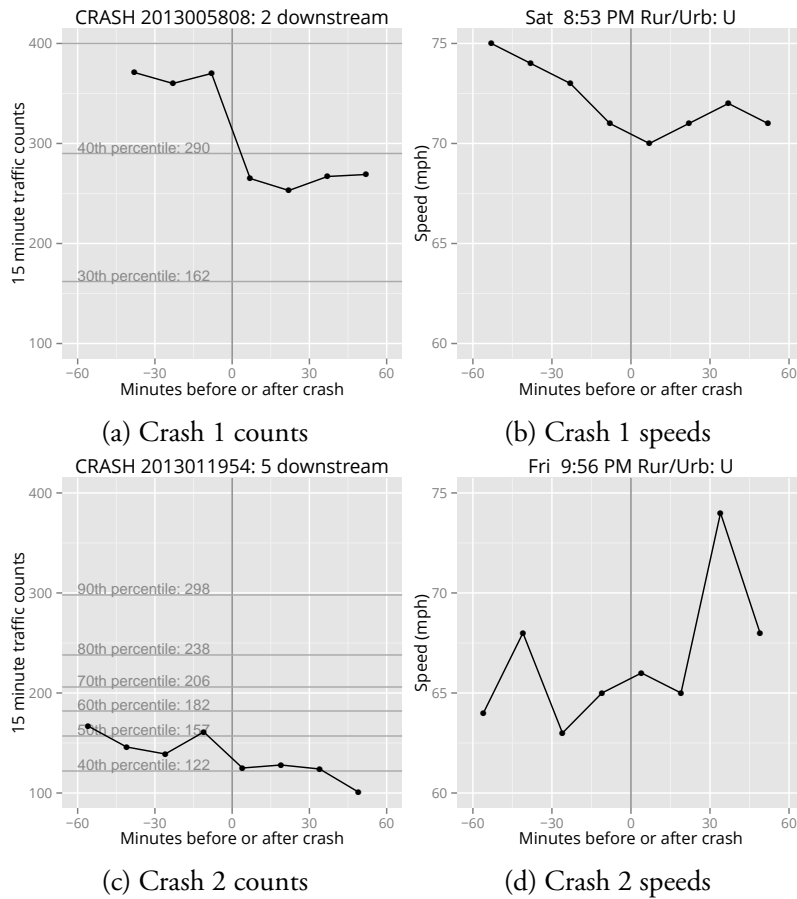 CRASH 2013005808: 2 downstream
15 minute traffic counts
400
300
200
100
40th percentile: 290
30th percentile: 162
−60 −30 0 30 60
Minutes before or after crash
(a) Crash 1 counts
Sat 8:53 PM Rur/Urb: U
Speed (mph)
75
70
65
60
−60 −30 0 30 60
Minutes before or after crash
(b) Crash 1 speeds
CRASH 2013011954: 5 downstream
15 minute traffic counts
400
300
200
100
90th percentile: 298
80th percentile: 238
70th percentile: 206
60th percentile: 182
50th percentile: 157
40th percentile: 122
−60 −30 0 30 60
Minutes before or after crash
(c) Crash 2 counts
Fri 9:56 PM Rur/Urb: U
Speed (mph)
75
70
65
60
−60 −30 0 30 60
Minutes before or after crash
(d) Crash 2 speeds